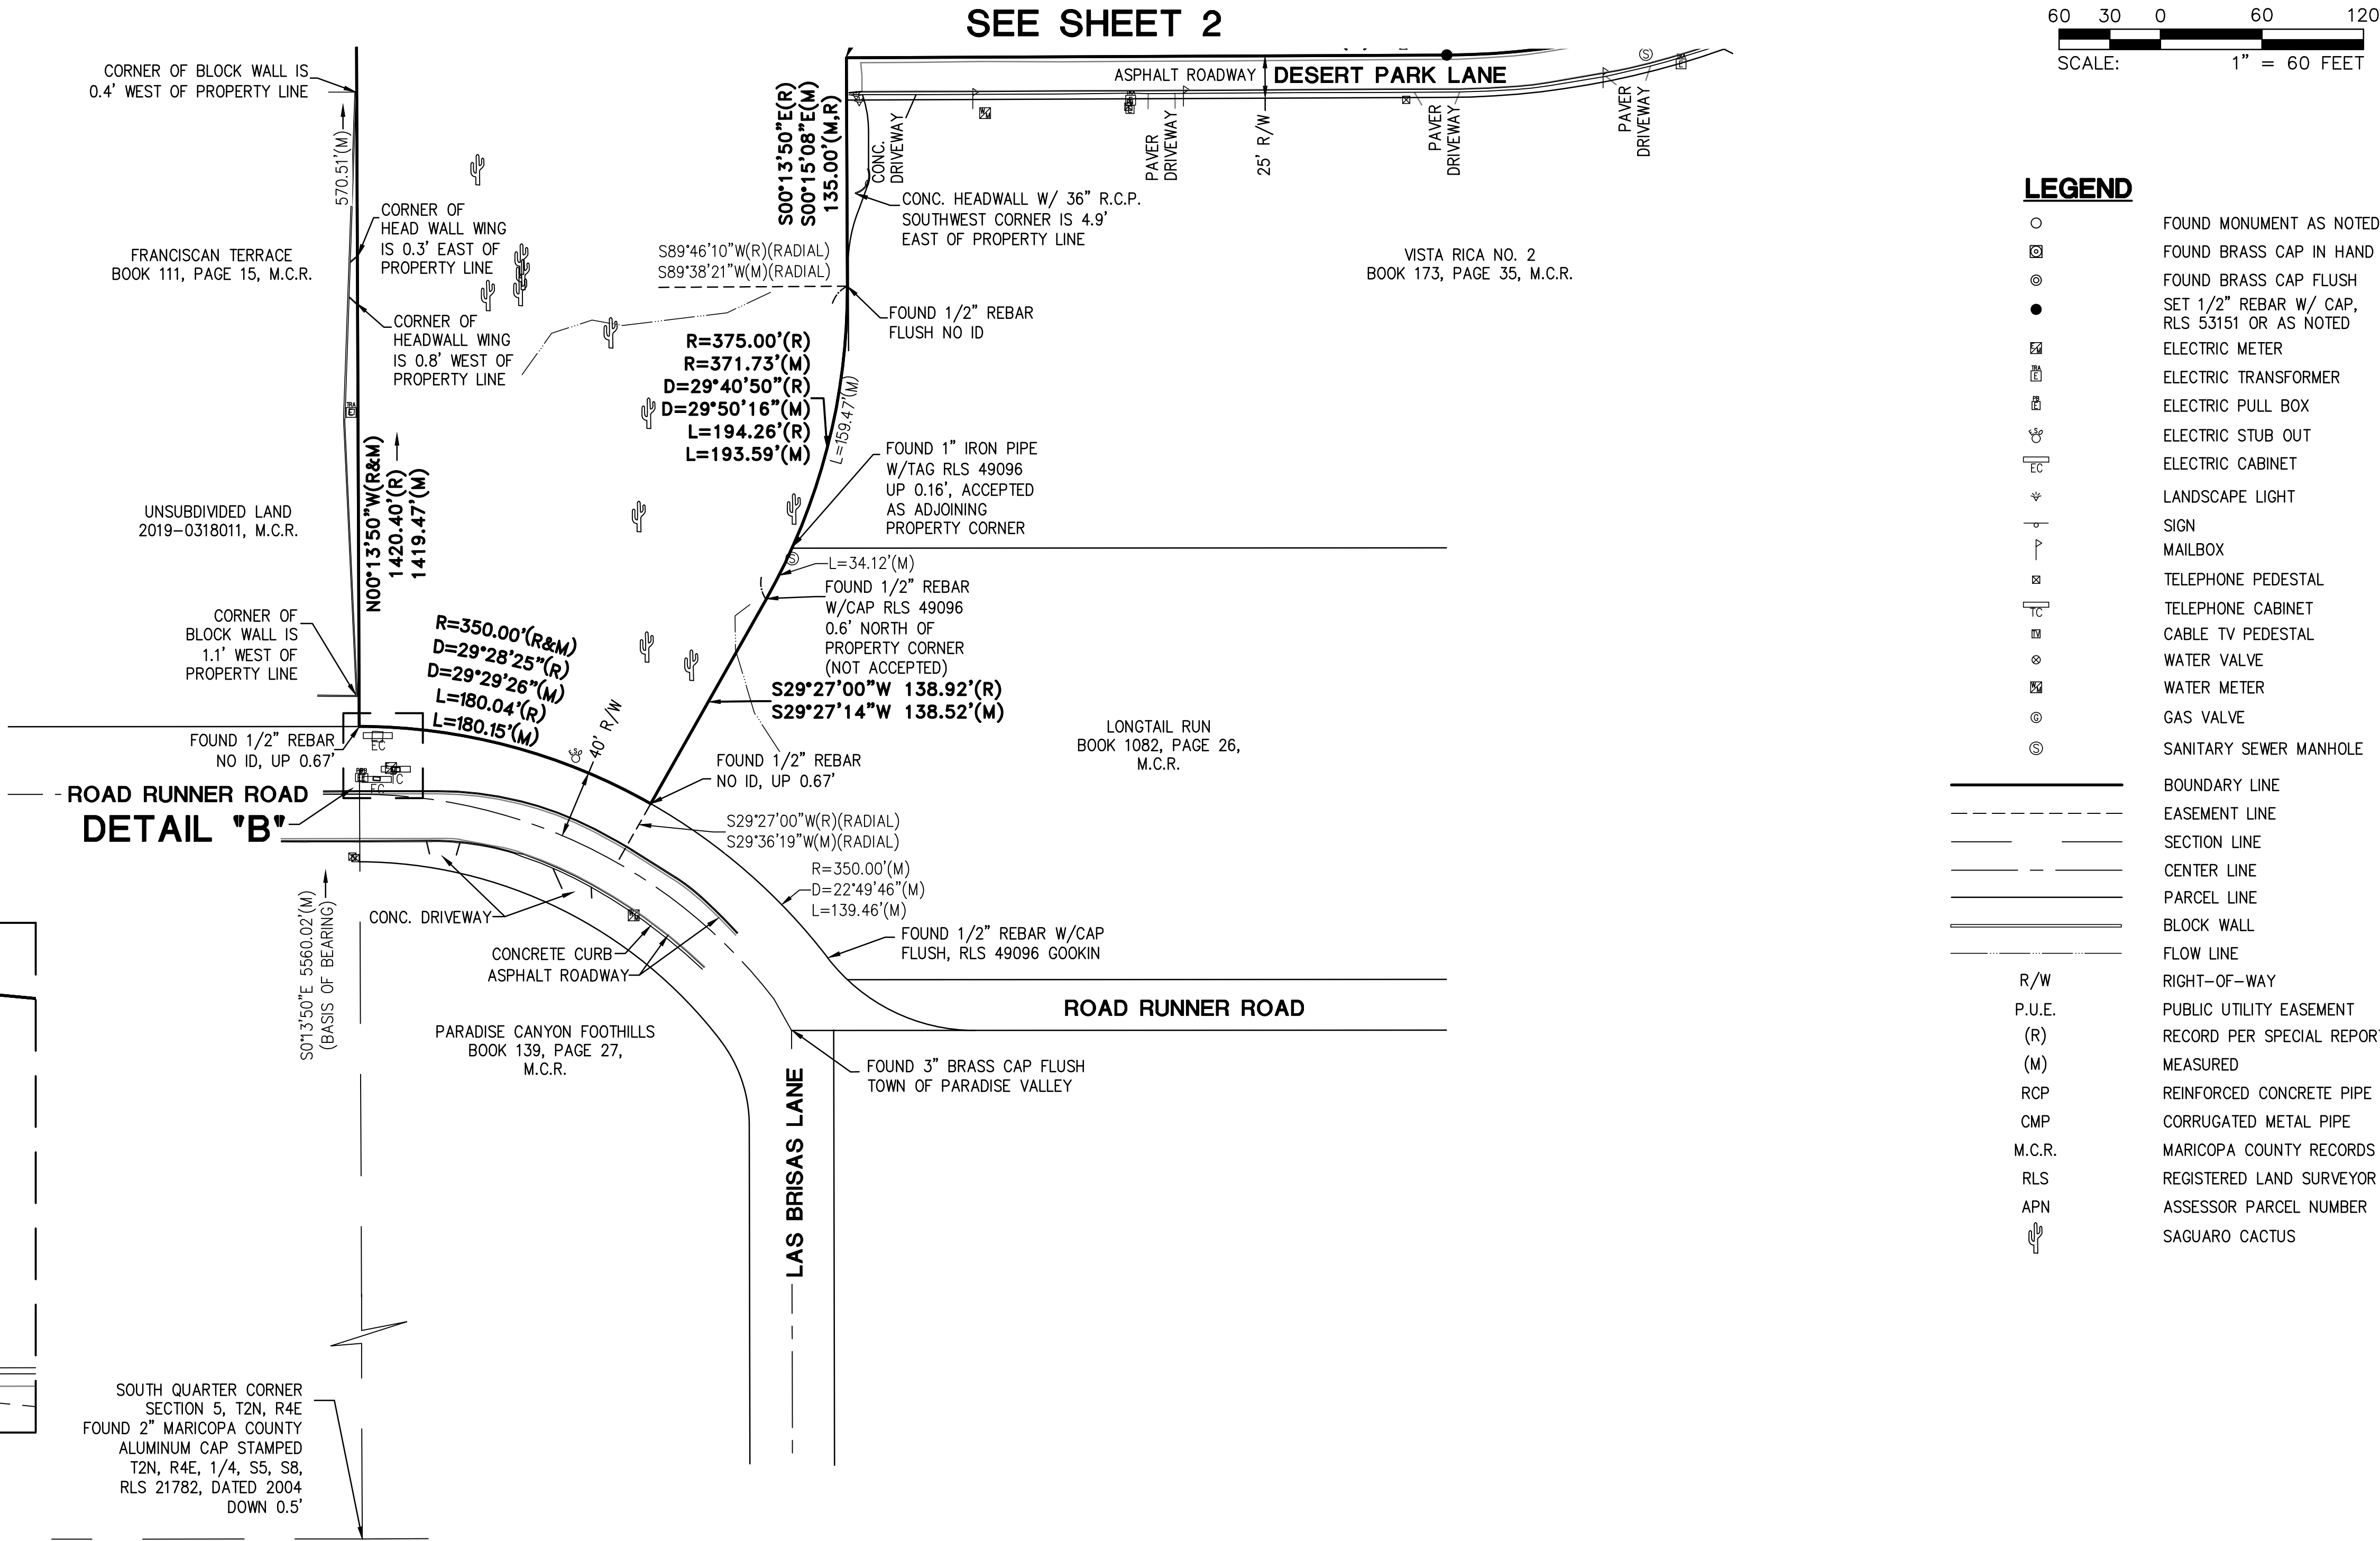 SEE SHEET 2
60 30 0 60 120
SCALE: 1" = 60 FEET
CORNER OF BLOCK WALL IS
0.4' WEST OF PROPERTY LINE
570.51'(M)
CORNER OF
HEAD WALL WING
IS 0.3' EAST OF
PROPERTY LINE
FRANCISCAN TERRACE
BOOK 111, PAGE 15, M.C.R.
CORNER OF
HEADWALL WING
IS 0.8' WEST OF
PROPERTY LINE
S00°13'50"E(R)
S00°15'08"E(M)
135.00'(M,R)
ASPHALT ROADWAY
DESERT PARK LANE
CONC.
DRIVEWAY
PAVER
DRIVEWAY
25' R/W
PAVER
DRIVEWAY
PAVER
DRIVEWAY
CONC. HEADWALL W/ 36" R.C.P.
SOUTHWEST CORNER IS 4.9'
EAST OF PROPERTY LINE
S89°46'10"W(R)(RADIAL)
S89°38'21"W(M)(RADIAL)
VISTA RICA NO. 2
BOOK 173, PAGE 35, M.C.R.
FOUND 1/2" REBAR
FLUSH NO ID
R=375.00'(R)
R=371.73'(M)
D=29°40'50"(R)
D=29°50'16"(M)
L=194.26'(R)
L=193.59'(M)
L=159.47'(M)
FOUND 1" IRON PIPE
W/TAG RLS 49096
UP 0.16', ACCEPTED
AS ADJOINING
PROPERTY CORNER
TRA
E
N00°13'50"W(R&M)
1420.40'(R)
1419.47'(M)
UNSUBDIVIDED LAND
2019-0318011, M.C.R.
S
L=34.12'(M)
FOUND 1/2" REBAR
W/CAP RLS 49096
0.6' NORTH OF
PROPERTY CORNER
(NOT ACCEPTED)
CORNER OF
BLOCK WALL IS
1.1' WEST OF
PROPERTY LINE
R=350.00'(R&M)
D=29°28'25"(R)
D=29°29'26"(M)
L=180.04'(R)
L=180.15'(M)
S29°27'00"W 138.92'(R)
S29°27'14"W 138.52'(M)
40' R/W
LONGTAIL RUN
BOOK 1082, PAGE 26,
M.C.R.
FOUND 1/2" REBAR
NO ID, UP 0.67'
EC
TC
EC
FOUND 1/2" REBAR
NO ID, UP 0.67'
ROAD RUNNER ROAD
DETAIL "B"
S29°27'00"W(R)(RADIAL)
S29°36'19"W(M)(RADIAL)
R=350.00'(M)
D=22°49'46"(M)
L=139.46'(M)
CONC. DRIVEWAY
FOUND 1/2" REBAR W/CAP
FLUSH, RLS 49096 GOOKIN
CONCRETE CURB
ASPHALT ROADWAY
S0°13'50"E 5560.02'(M)
(BASIS OF BEARING)
ROAD RUNNER ROAD
PARADISE CANYON FOOTHILLS
BOOK 139, PAGE 27,
M.C.R.
FOUND 3" BRASS CAP FLUSH
TOWN OF PARADISE VALLEY
LAS BRISAS LANE
SOUTH QUARTER CORNER
SECTION 5, T2N, R4E
FOUND 2" MARICOPA COUNTY
ALUMINUM CAP STAMPED
T2N, R4E, 1/4, S5, S8,
RLS 21782, DATED 2004
DOWN 0.5'
LEGEND
FOUND MONUMENT AS NOTED
FOUND BRASS CAP IN HAND
FOUND BRASS CAP FLUSH
SET 1/2" REBAR W/ CAP,
RLS 53151 OR AS NOTED
ELECTRIC METER
TRA E ELECTRIC TRANSFORMER
PB E ELECTRIC PULL BOX
ELECTRIC STUB OUT
EC ELECTRIC CABINET
LANDSCAPE LIGHT
SIGN
MAILBOX
TELEPHONE PEDESTAL
TC TELEPHONE CABINET
TV CABLE TV PEDESTAL
WATER VALVE
WATER METER
G GAS VALVE
S SANITARY SEWER MANHOLE
BOUNDARY LINE
EASEMENT LINE
SECTION LINE
CENTER LINE
PARCEL LINE
BLOCK WALL
FLOW LINE
R/W RIGHT-OF-WAY
P.U.E. PUBLIC UTILITY EASEMENT
(R) RECORD PER SPECIAL REPORT
(M) MEASURED
RCP REINFORCED CONCRETE PIPE
CMP CORRUGATED METAL PIPE
M.C.R. MARICOPA COUNTY RECORDS
RLS REGISTERED LAND SURVEYOR
APN ASSESSOR PARCEL NUMBER
SAGUARO CACTUS